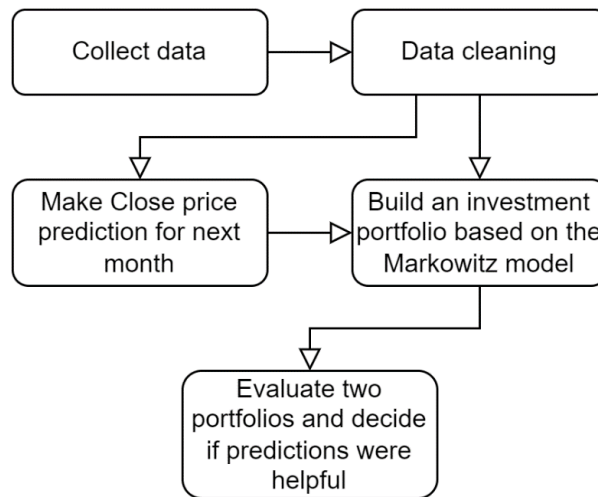 Collect data
Data cleaning
Make Close price
prediction for next
month
Build an investment
portfolio based on the
Markowitz model
Evaluate two
portfolios and decide
if predictions were
helpful